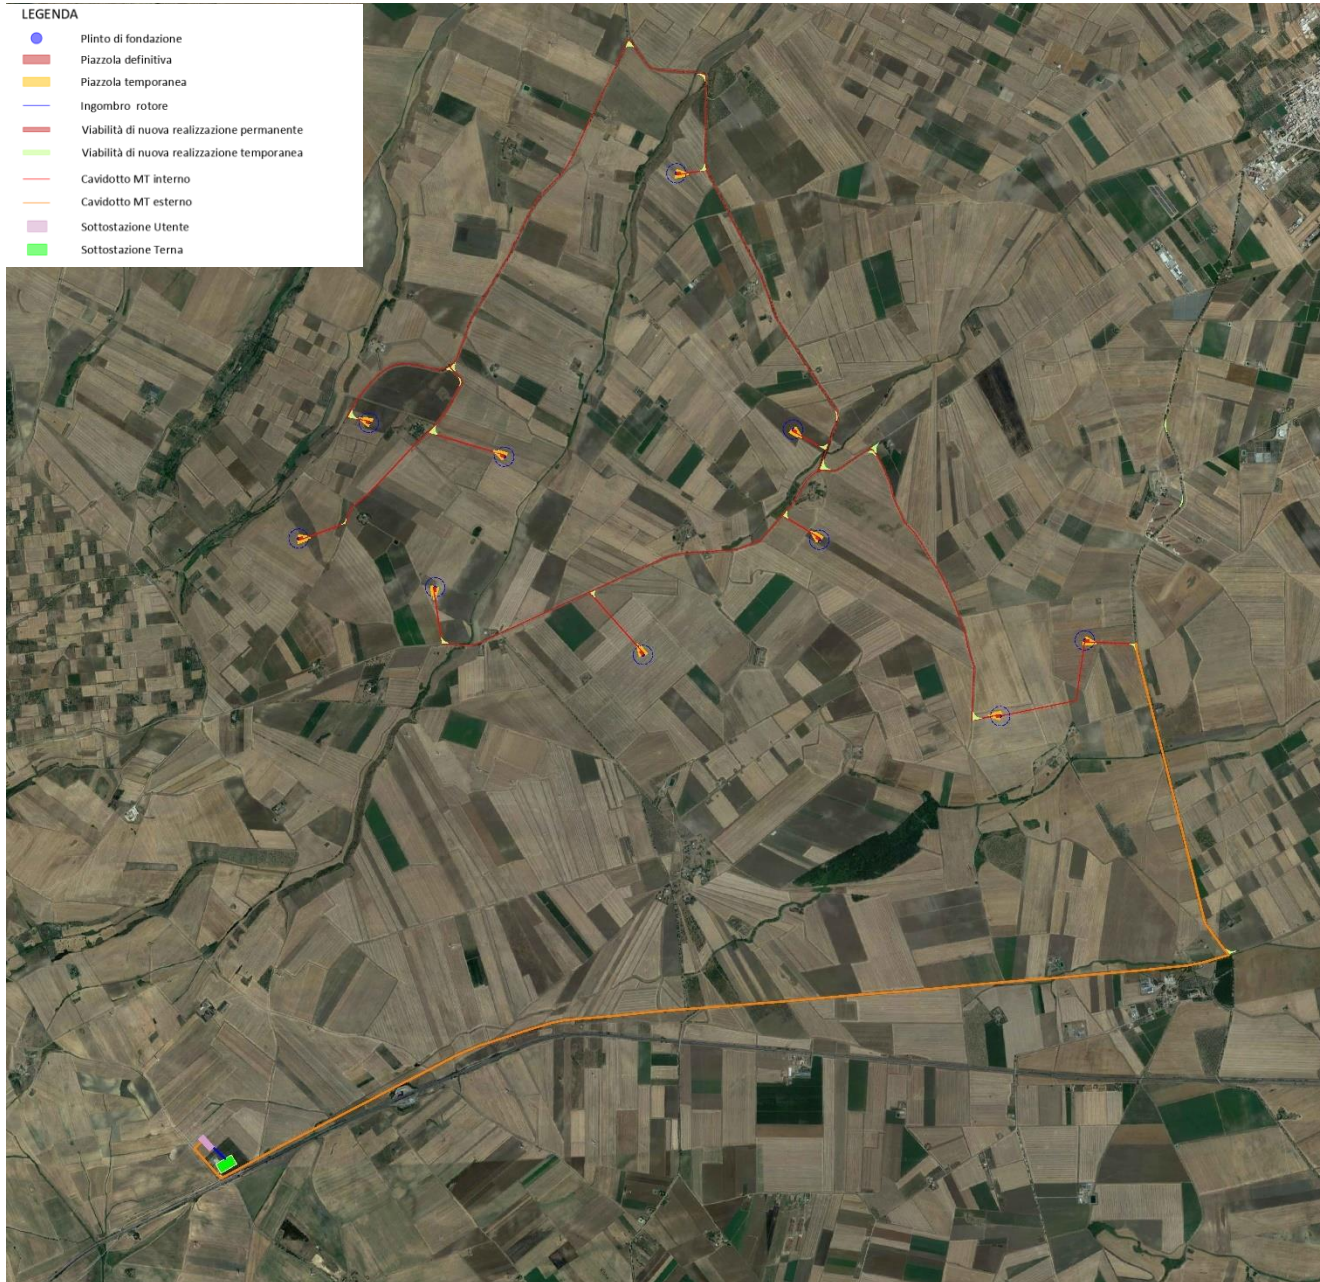 LEGENDA
Plinto di fondazione
Piazzola definitiva
Piazzola temporanea
Ingombro rotore
Viabilità di nuova realizzazione permanente
Viabilità di nuova realizzazione temporanea
Cavidotto MT interno
Cavidotto MT esterno
Sottostazione Utente
Sottostazione Terna